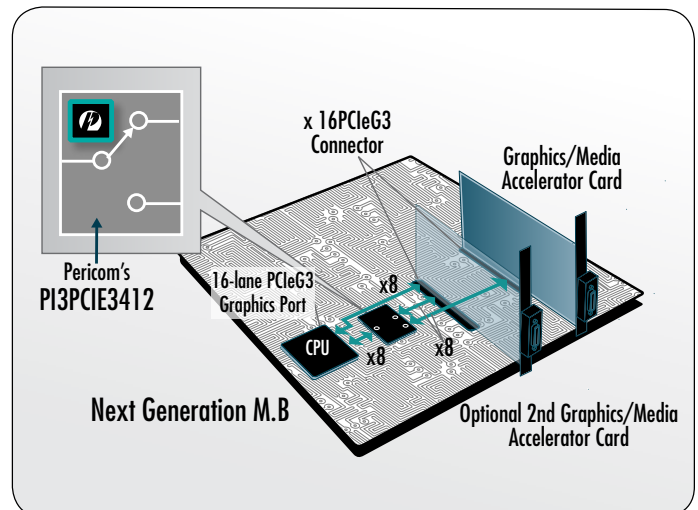 x 16PCIeG3
Connector
Graphics/Media
Accelerator Card
Pericom's
PI3PCIE3412
16-lane PCIeG3
Graphics Port
x8
CPU
x8
x8
Next Generation M.B
Optional 2nd Graphics/Media
Accelerator Card